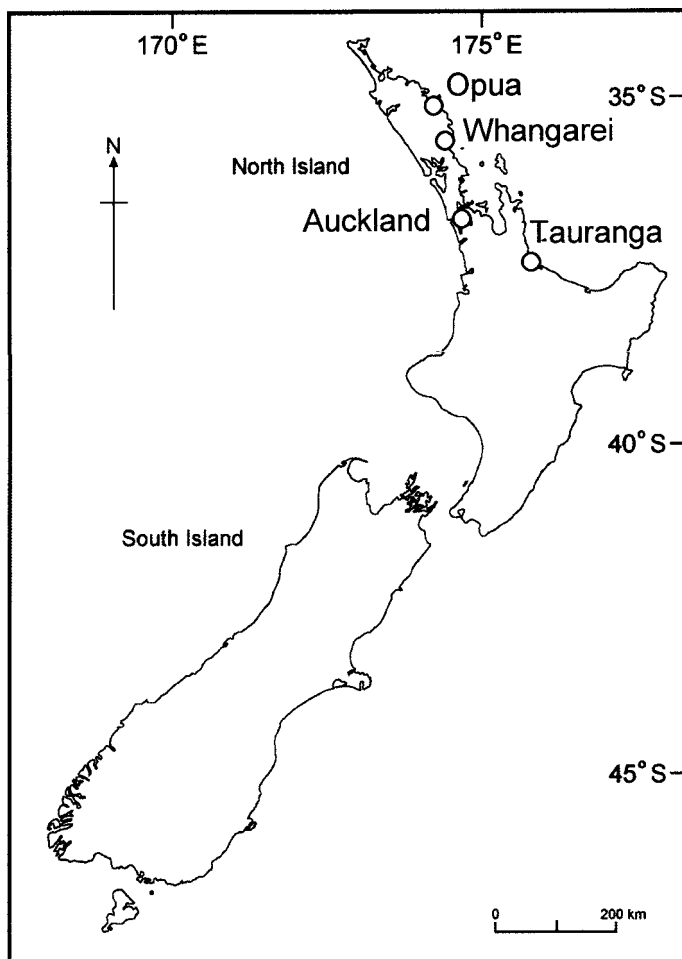 170°E 175°E
35°S
Opua
Whangarei
N
North Island
Auckland
Tauranga
40°S
South Island
45°S
0 200 km